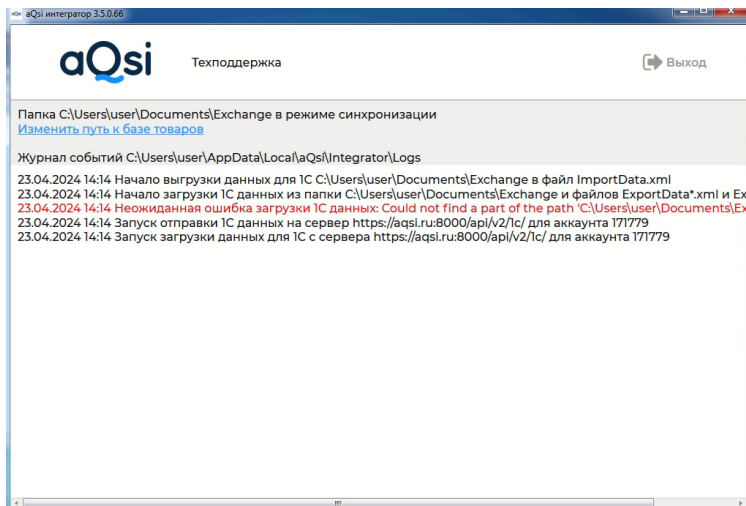 aQsi интегратор 3.5.0.66
aQsi
Техподдержка
Выход
Папка C:\Users\user\Documents\Exchange в режиме синхронизации
Изменить путь к базе товаров
Журнал событий C:\Users\user\AppData\Local\aQsi\Integrator\Logs
23.04.2024 14:14 Начало выгрузки данных для 1С C:\Users\user\Documents\Exchange в файл ImportData.xml
23.04.2024 14:14 Начало загрузки 1С данных из папки C:\Users\user\Documents\Exchange и файлов ExportData*.xml и Ex
23.04.2024 14:14 Неожиданная ошибка загрузки 1С данных: Could not find a part of the path 'C:\Users\user\Documents\Ex
23.04.2024 14:14 Запуск отправки 1С данных на сервер https://aqsi.ru:8000/api/v2/1c/ для аккаунта 171779
23.04.2024 14:14 Запуск загрузки данных для 1С с сервера https://aqsi.ru:8000/api/v2/1c/ для аккаунта 171779